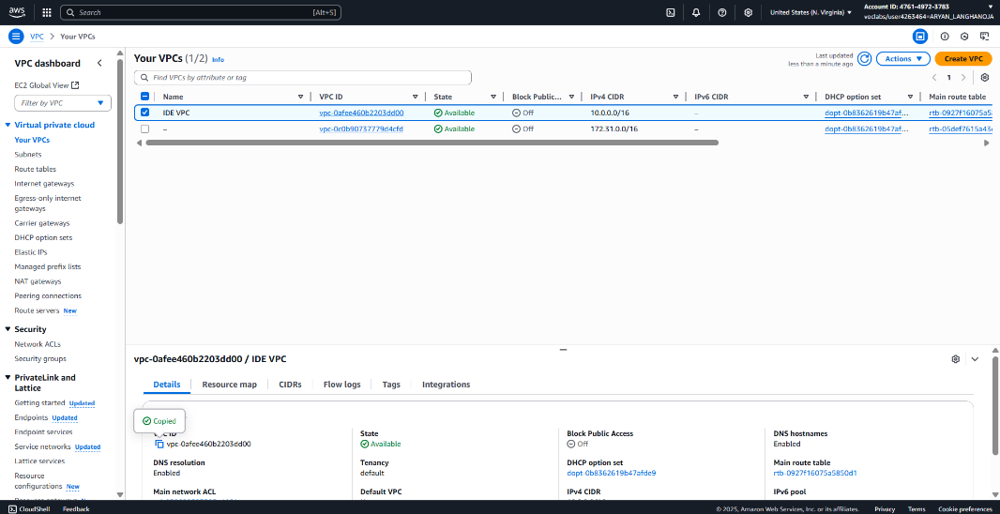 aws
Search [Alt+S]
United States (N. Virginia)
Account ID: 4761-4972-3783
voclabs/user4263464=ARYAN_LANGHANOJA
VPC > Your VPCs
VPC dashboard
EC2 Global View
Filter by VPC
Virtual private cloud
Your VPCs
Subnets
Route tables
Internet gateways
Egress-only internet
gateways
Carrier gateways
DHCP option sets
Elastic IPs
Managed prefix lists
NAT gateways
Peering connections
Route servers New
Security
Network ACLs
Security groups
PrivateLink and
Lattice
Getting started Updated
Endpoints Updated
Endpoint services
Service networks Updated
Lattice services
Resource
configurations New
Your VPCs (1/2) Info
Last updated
less than a minute ago
Actions
Create VPC
Find VPCs by attribute or tag
1
Name VPC ID State Block Public... IPv4 CIDR IPv6 CIDR DHCP option set Main route table
IDE VPC vpc-0afee460b2203dd00 Available Off 10.0.0.0/16 – dopt-0b8362619b47af... rtb-0927f16075a5
– vpc-0c0b90737779d4cfd Available Off 172.31.0.0/16 – dopt-0b8362619b47af... rtb-05def7615a43
vpc-0afee460b2203dd00 / IDE VPC
Details Resource map CIDRs Flow logs Tags Integrations
Copied
VPC ID
vpc-0afee460b2203dd00
State
Available
Block Public Access
Off
DNS hostnames
Enabled
DNS resolution
Enabled
Tenancy
default
DHCP option set
dopt-0b8362619b47afde9
Main route table
rtb-0927f16075a5850d1
Main network ACL
Default VPC
IPv4 CIDR
IPv6 pool
CloudShell Feedback
© 2025, Amazon Web Services, Inc. or its affiliates. Privacy Terms Cookie preferences